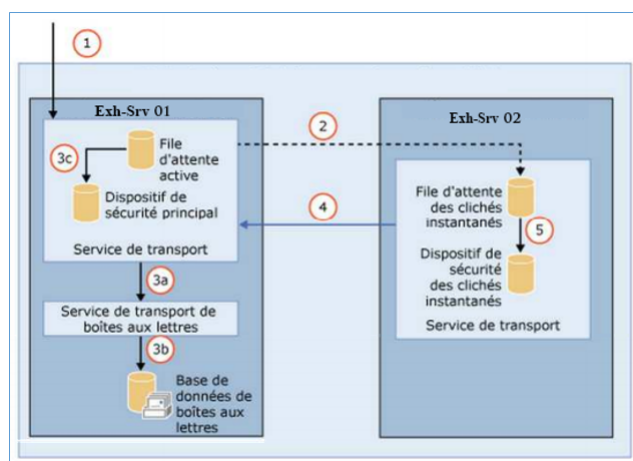 1
Exh-Srv 01
File
d'attente
active
3c
Dispositif de
sécurité principal
Service de transport
3a
Service de transport de
boîtes aux lettres
3b
Base de
données de
boîtes aux
lettres
2
4
Exh-Srv 02
File d'attente
des clichés
instantanés
5
Dispositif de
sécurité
des clichés
instantanés
Service de transport